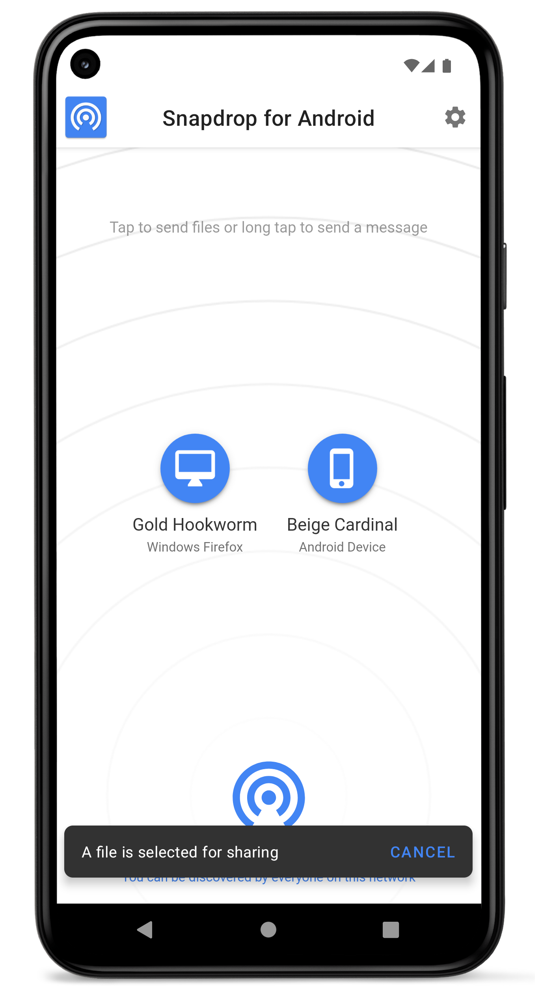 Snapdrop for Android
Tap to send files or long tap to send a message
Gold Hookworm
Beige Cardinal
Windows Firefox
Android Device
A file is selected for sharing
CANCEL
You can be discovered by everyone on this network